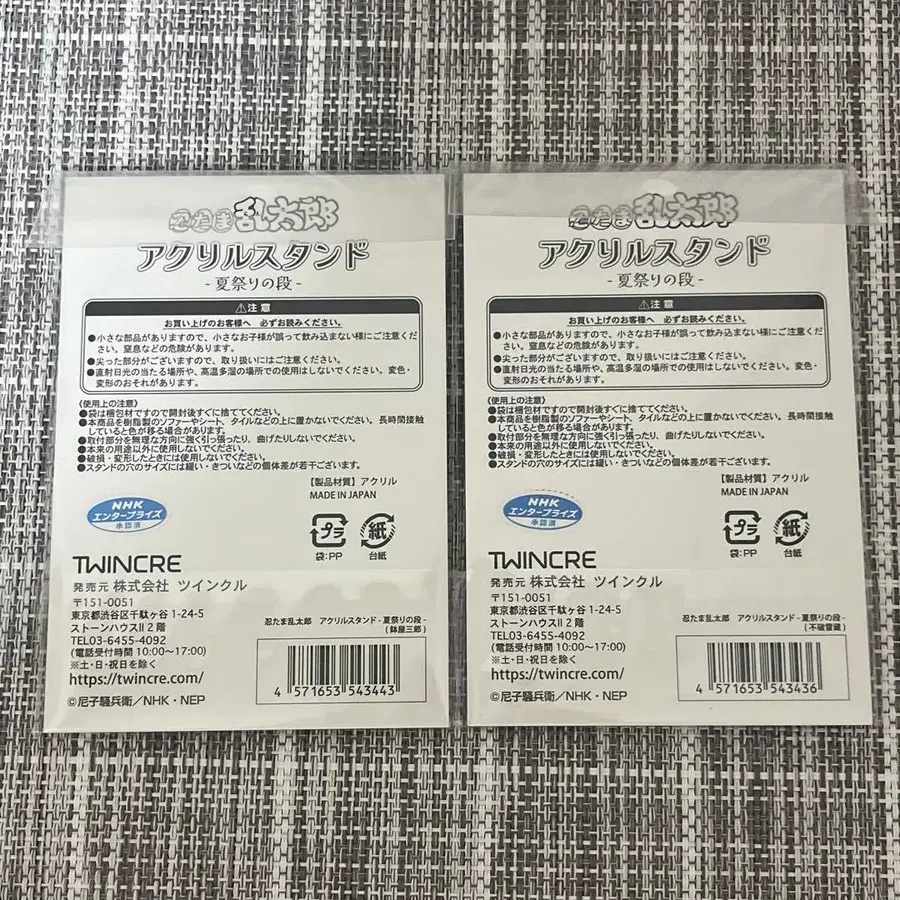 忍たま乱太郎
アクリルスタンド
-夏祭りの段-
⚠注意
お買い上げのお客様へ 必ずお読みください。
●小さな部品がありますので、小さなお子様が誤って飲み込まない様にご注意くだ
さい。窒息などの危険があります。
●尖った部分がございますので、取り扱いにはご注意ください。
●直射日光の当たる場所や、高温多湿の場所での使用はしないでください。変色・
変形のおそれがあります。
《使用上の注意》
●袋は梱包材ですので開封後すぐに捨ててください。
●本商品を樹脂製のソファーやシート、タイルなどの上に置かないでください。長時間接触
していると色が移る場合があります。
●取付部分を無理な方向に強く引っ張ったり、曲げたりしないでください。
●本来の用途以外に使用しないでください。
●破損・変形したときには使用しないでください。
●スタンドの穴のサイズには緩い・きついなどの個体差が若干ございます。
【製品材質】アクリル
MADE IN JAPAN
NHK
エンタープライズ
承認済
プラ
袋:PP
紙
台紙
TWINCRE
発売元 株式会社 ツインクル
〒151-0051
東京都渋谷区千駄ヶ谷 1-24-5
ストーンハウスII 2階
TEL03-6455-4092
(電話受付時間 10:00〜17:00)
※土・日・祝日を除く
https://twincre.com/
©尼子騒兵衛/NHK・NEP
忍たま乱太郎 アクリルスタンド-夏祭りの段-
(鉢屋三郎)
4 571653 543443
忍たま乱太郎
アクリルスタンド
-夏祭りの段-
⚠注意
お買い上げのお客様へ 必ずお読みください。
●小さな部品がありますので、小さなお子様が誤って飲み込まない様にご注意くだ
さい。窒息などの危険があります。
●尖った部分がございますので、取り扱いにはご注意ください。
●直射日光の当たる場所や、高温多湿の場所での使用はしないでください。変色・
変形のおそれがあります。
《使用上の注意》
●袋は梱包材ですので開封後すぐに捨ててください。
●本商品を樹脂製のソファーやシート、タイルなどの上に置かないでください。長時間接触
していると色が移る場合があります。
●取付部分を無理な方向に強く引っ張ったり、曲げたりしないでください。
●本来の用途以外に使用しないでください。
●破損・変形したときには使用しないでください。
●スタンドの穴のサイズには緩い・きついなどの個体差が若干ございます。
【製品材質】アクリル
MADE IN JAPAN
NHK
エンタープライズ
承認済
プラ
袋:PP
紙
台紙
TWINCRE
発売元 株式会社 ツインクル
〒151-0051
東京都渋谷区千駄ヶ谷 1-24-5
ストーンハウスII 2階
TEL03-6455-4092
(電話受付時間 10:00〜17:00)
※土・日・祝日を除く
https://twincre.com/
©尼子騒兵衛/NHK・NEP
忍たま乱太郎 アクリルスタンド-夏祭りの段-
(不破雷蔵)
4 571653 543436